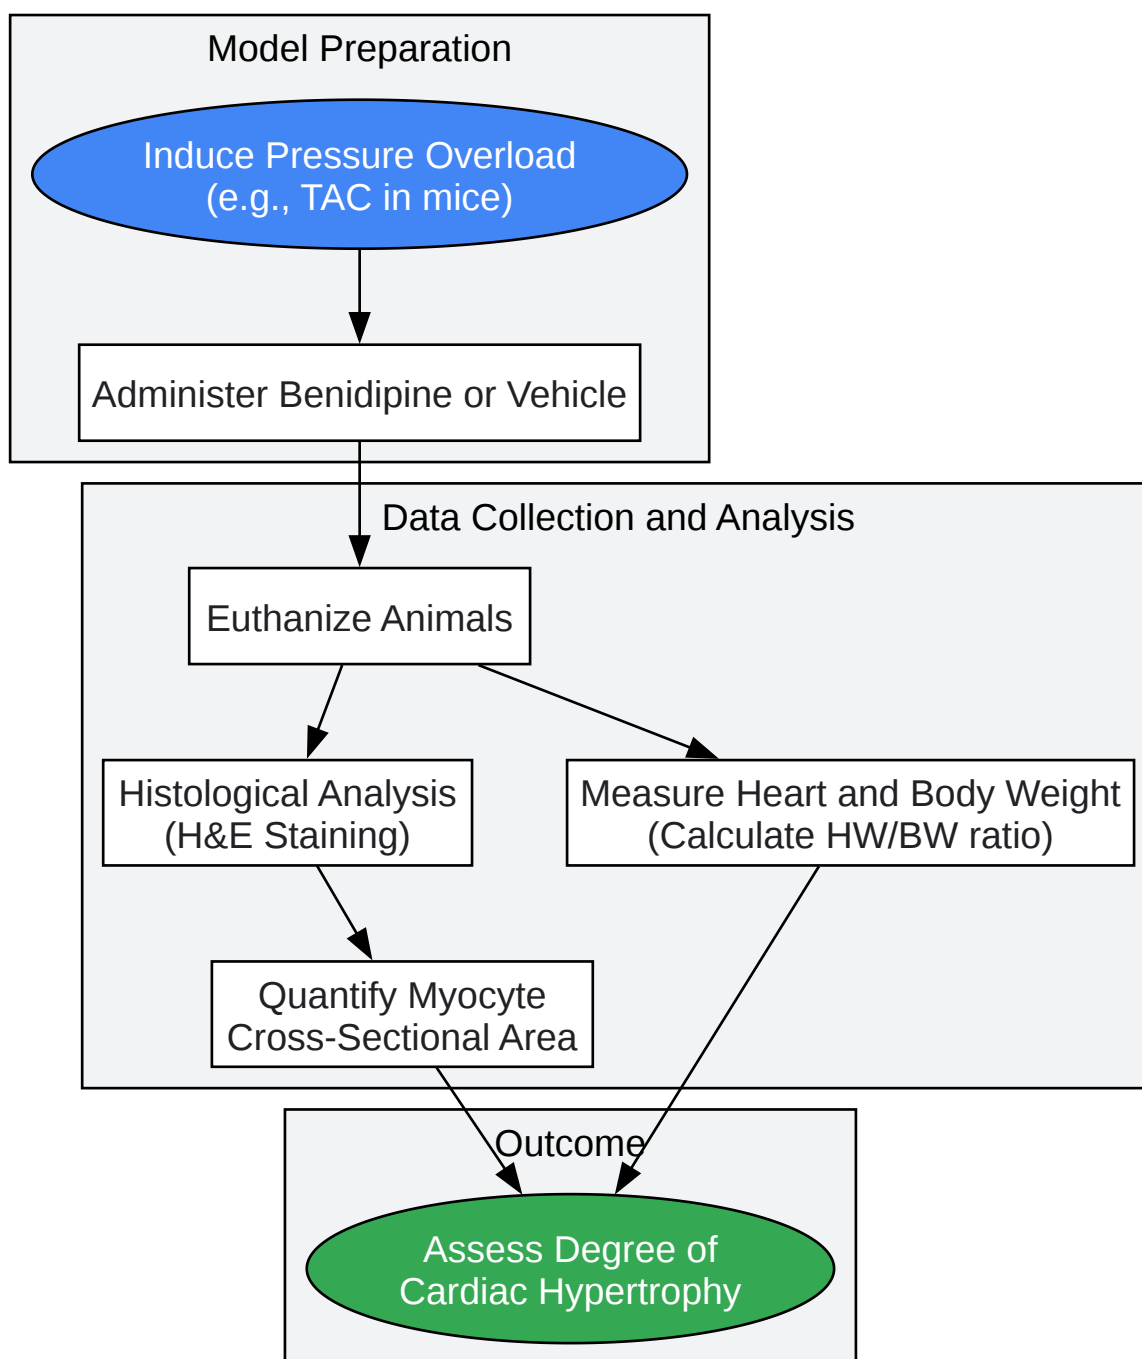 Model Preparation
Induce Pressure Overload
(e.g., TAC in mice)
Administer Benidipine or Vehicle
Data Collection and Analysis
Euthanize Animals
Histological Analysis
(H&E Staining)
Measure Heart and Body Weight
(Calculate HW/BW ratio)
Quantify Myocyte
Cross-Sectional Area
Outcome
Assess Degree of
Cardiac Hypertrophy